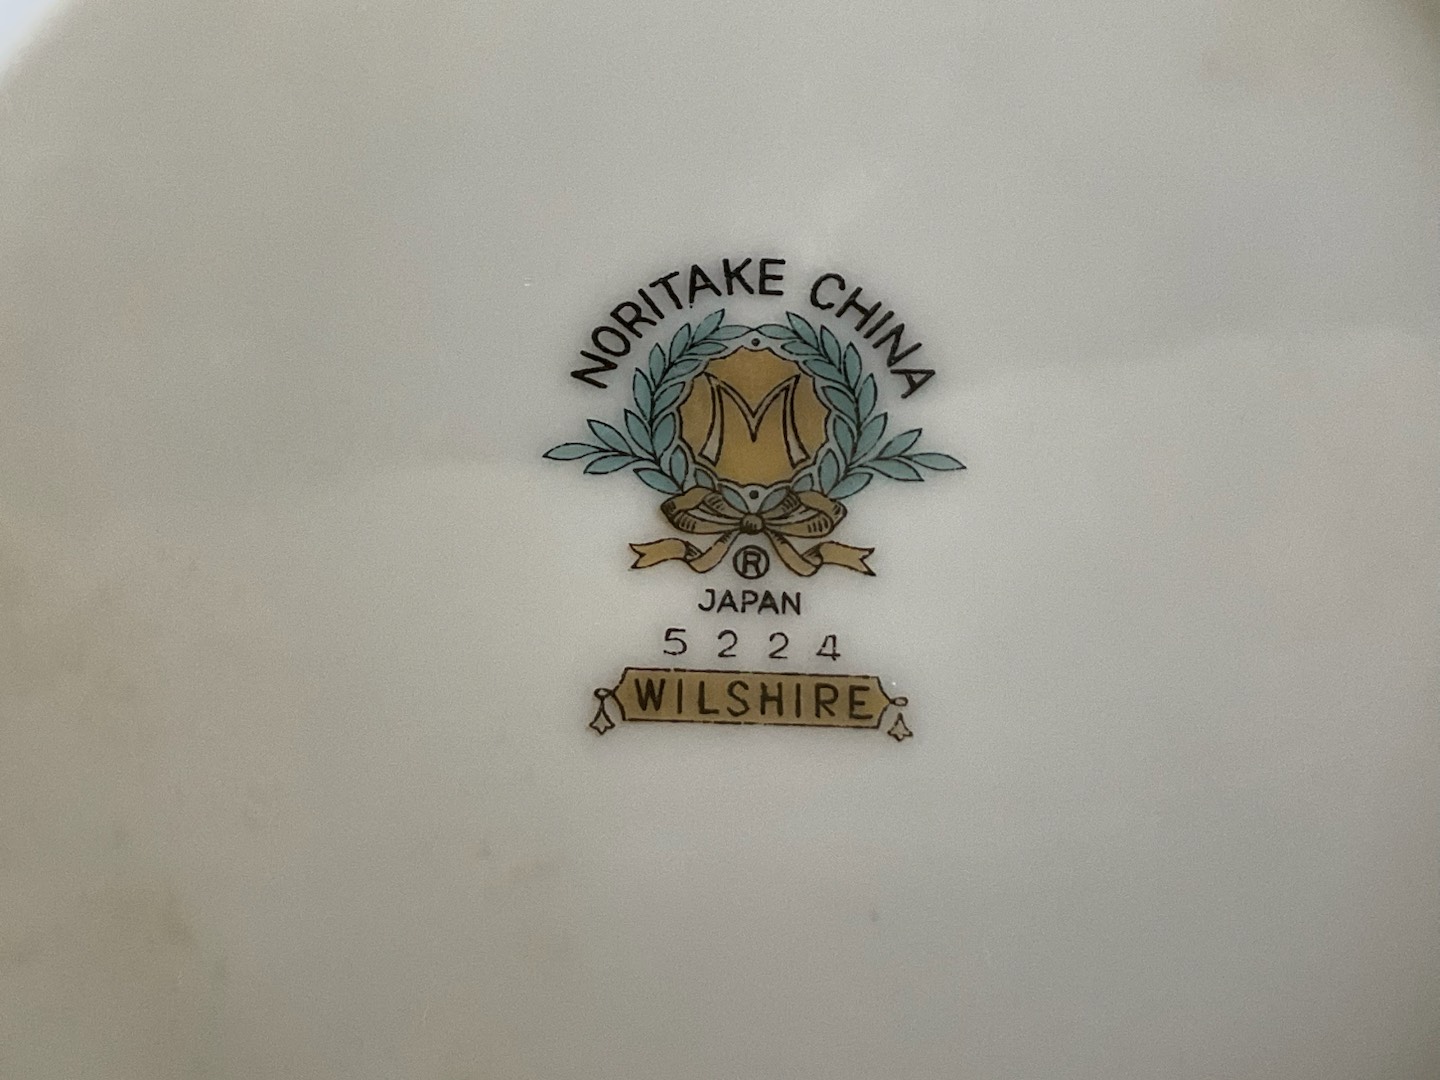 NORITAKE CHINA
M
®
JAPAN
5224
WILSHIRE